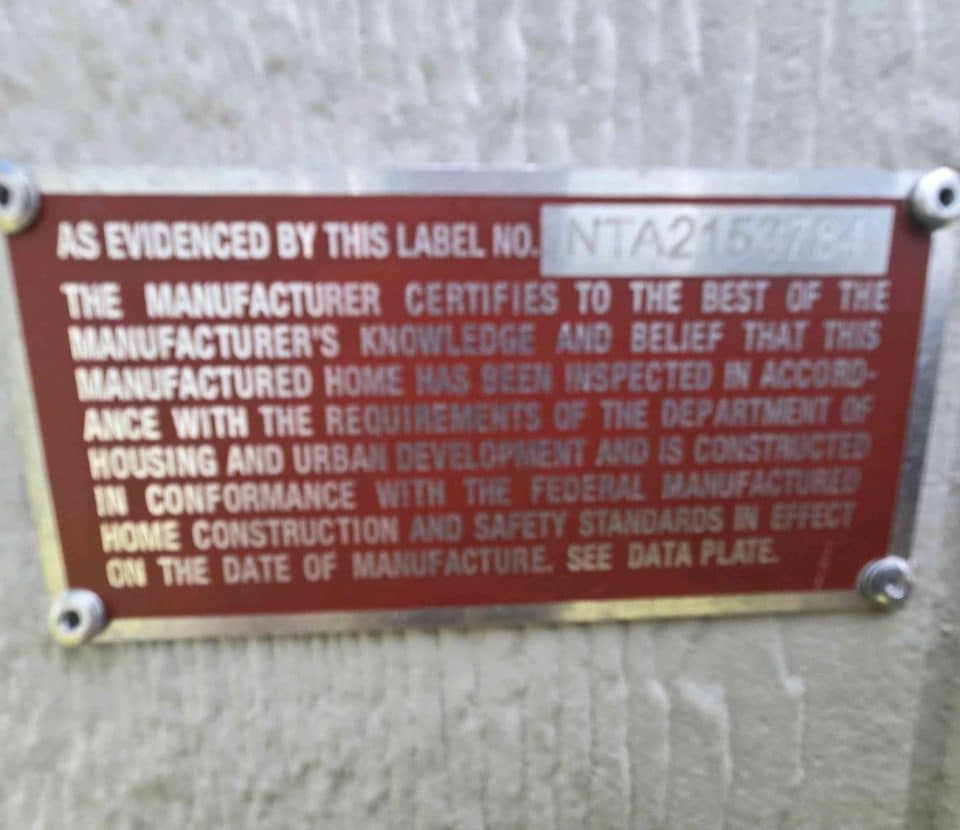 AS EVIDENCED BY THIS LABEL NO. NTA2153784
THE MANUFACTURER CERTIFIES TO THE BEST OF THE
MANUFACTURER'S KNOWLEDGE AND BELIEF THAT THIS
MANUFACTURED HOME HAS BEEN INSPECTED IN ACCORD-
ANCE WITH THE REQUIREMENTS OF THE DEPARTMENT OF
HOUSING AND URBAN DEVELOPMENT AND IS CONSTRUCTED
IN CONFORMANCE WITH THE FEDERAL MANUFACTURED
HOME CONSTRUCTION AND SAFETY STANDARDS IN EFFECT
ON THE DATE OF MANUFACTURE. SEE DATA PLATE.